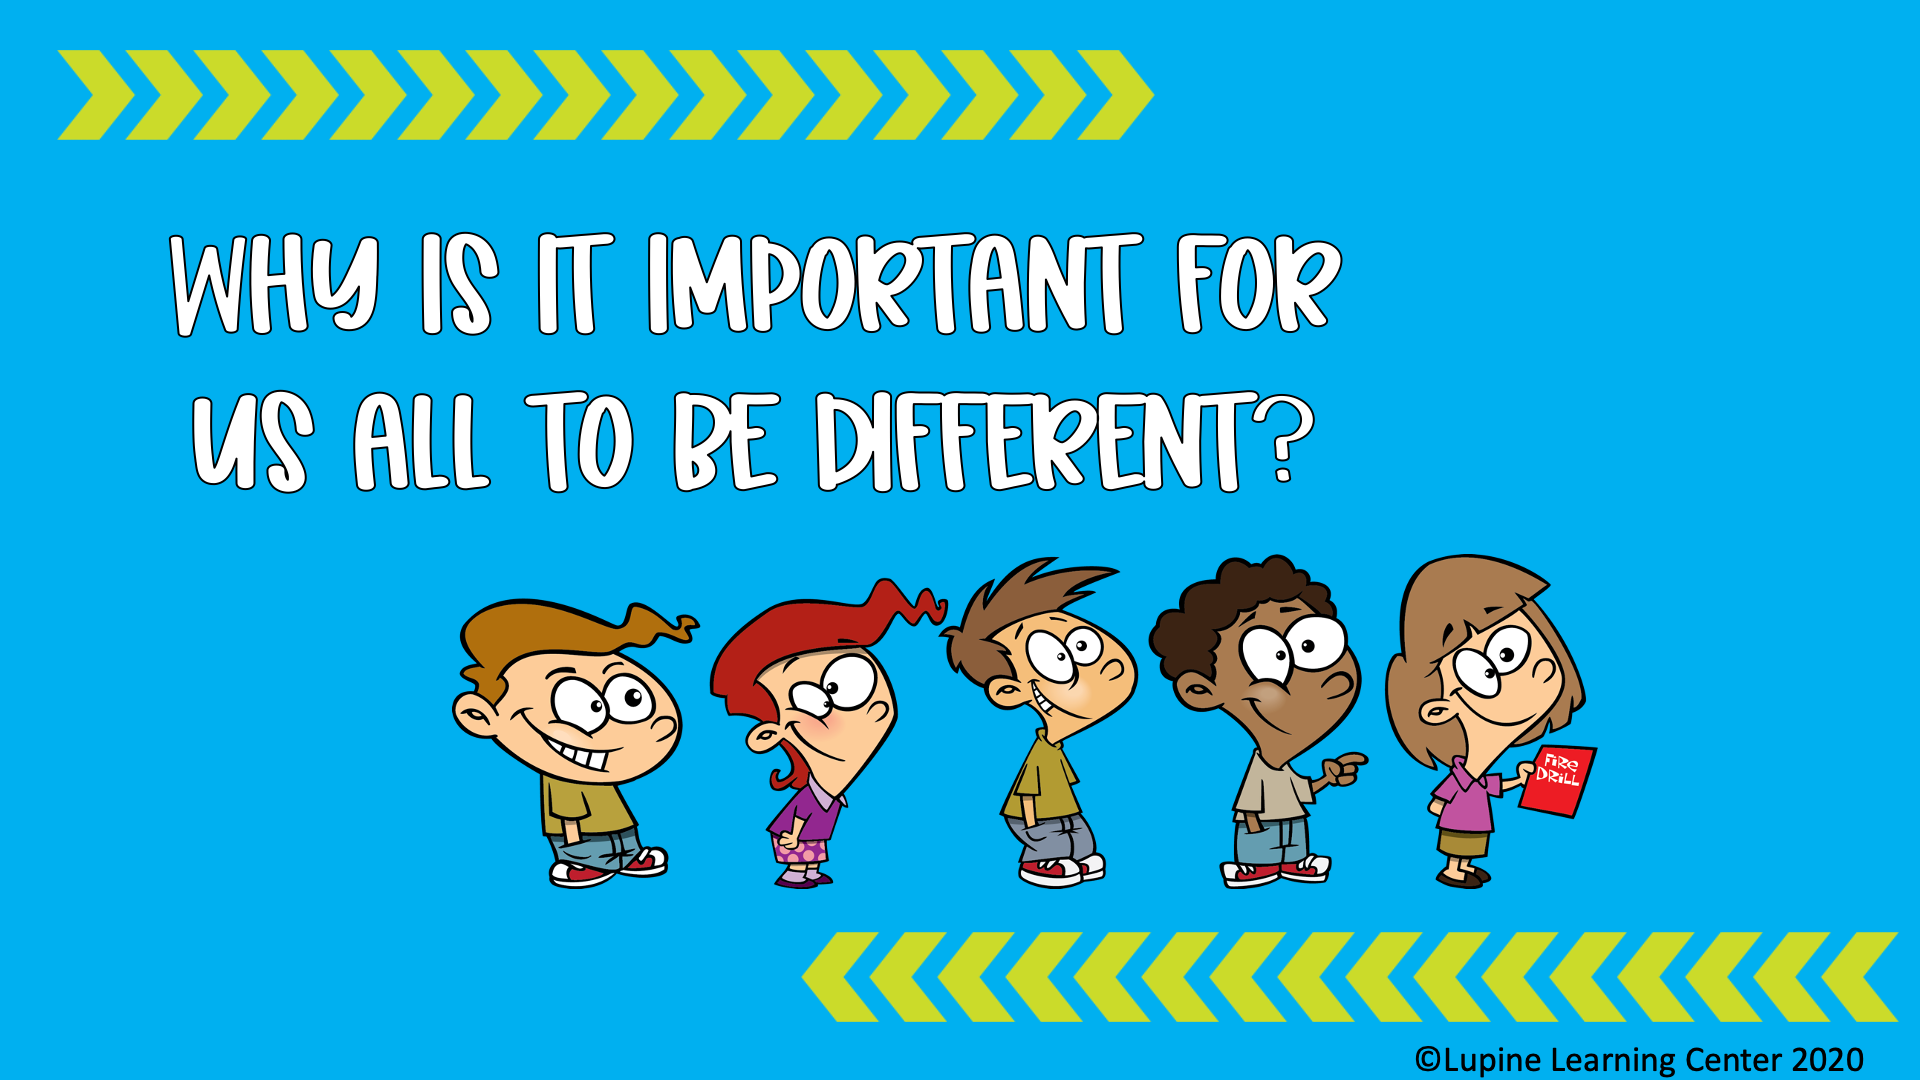 WHY IS IT IMPORTANT FOR
US ALL TO BE DIFFERENT?
FIRE
DRILL
©Lupine Learning Center 2020